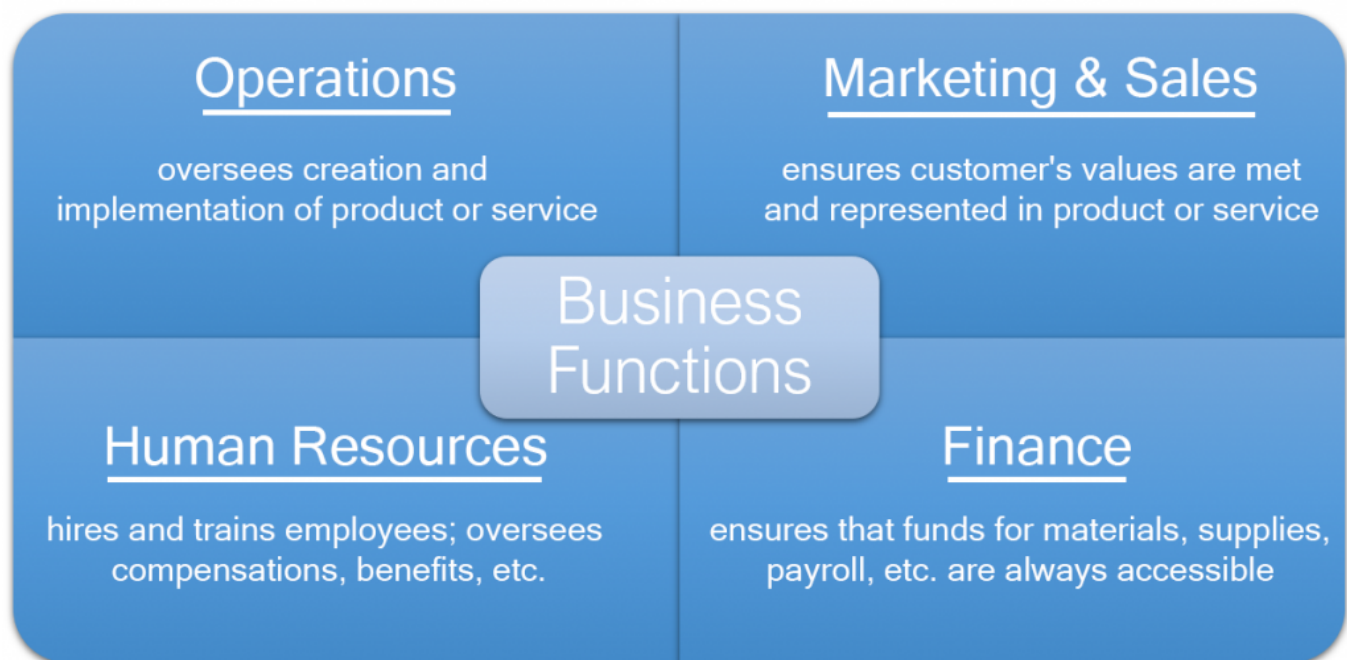 Operations
oversees creation and
implementation of product or service
Marketing & Sales
ensures customer's values are met
and represented in product or service
Business
Functions
Human Resources
hires and trains employees; oversees
compensations, benefits, etc.
Finance
ensures that funds for materials, supplies,
payroll, etc. are always accessible